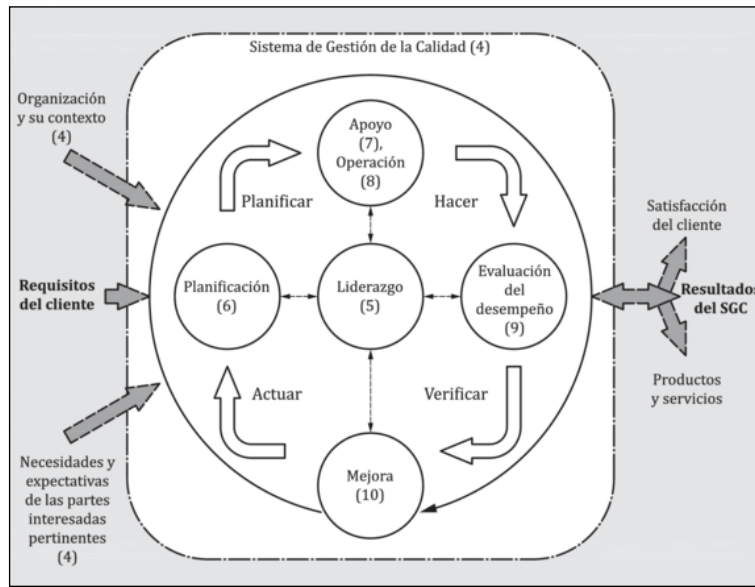 Sistema de Gestión de la Calidad (4)
Organización
y su contexto
(4)
Apoyo
(7),
Operación
(8)
Planificar
Hacer
Satisfacción
del cliente
Requisitos
del cliente
Planificación
(6)
Liderazgo
(5)
Evaluación
del
desempeño
(9)
Resultados
del SGC
Actuar
Verificar
Productos
y servicios
Necesidades y
expectativas
de las partes
interesadas
pertinentes
(4)
Mejora
(10)